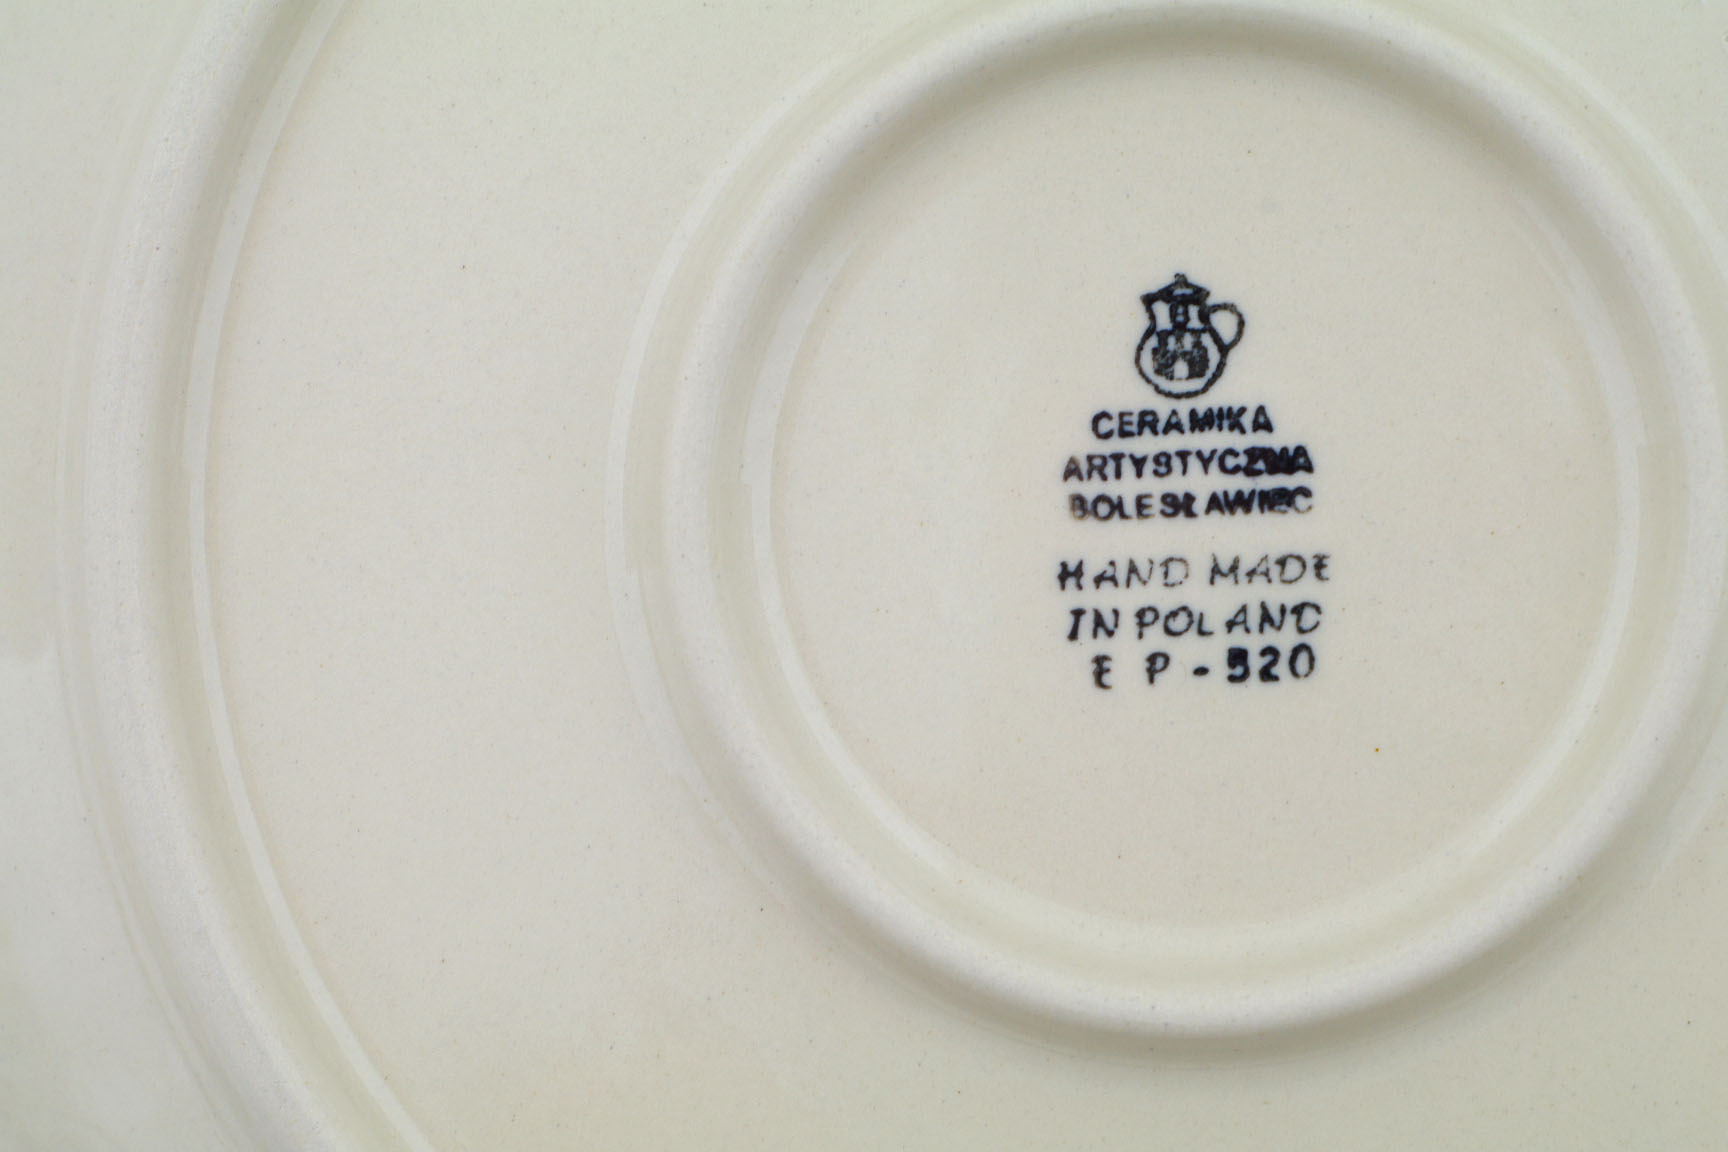 CERAMIKA
ARTYSTYCZNA
BOLESŁAWIEC
HAND MADE
IN POLAND
E P - 520